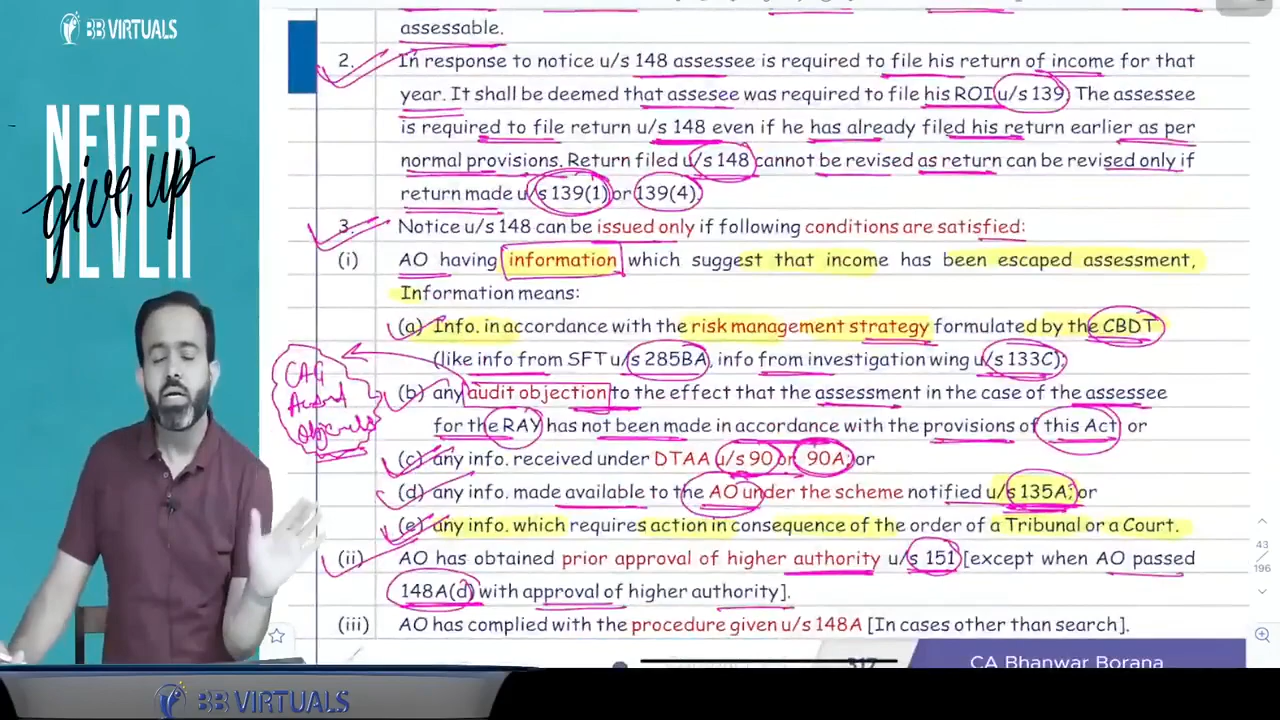 BB VIRTUALS
NEVER
give up
NEVER
assessable.
2. In response to notice u/s 148 assessee is required to file his return of income for that
year. It shall be deemed that assesee was required to file his ROI u/s 139. The assessee
is required to file return u/s 148 even if he has already filed his return earlier as per
normal provisions. Return filed u/s 148 cannot be revised as return can be revised only if
return made u/s 139(1) or 139(4).
3. Notice u/s 148 can be issued only if following conditions are satisfied:
(i) AO having information which suggest that income has been escaped assessment,
Information means:
(a) Info. in accordance with the risk management strategy formulated by the CBDT
(like info from SFT u/s 285BA, info from investigation wing u/s 133C);
(b) any audit objection to the effect that the assessment in the case of the assessee
for the RAY has not been made in accordance with the provisions of this Act or
(c) any info. received under DTAA u/s 90 or 90A; or
(d) any info. made available to the AO under the scheme notified u/s 135A; or
(e) any info. which requires action in consequence of the order of a Tribunal or a Court.
(ii) AO has obtained prior approval of higher authority u/s 151 [except when AO passed
148A(d) with approval of higher authority].
(iii) AO has complied with the procedure given u/s 148A [In cases other than search].
CAG
43
196
317
CA Bhanwar Borana
BB VIRTUALS